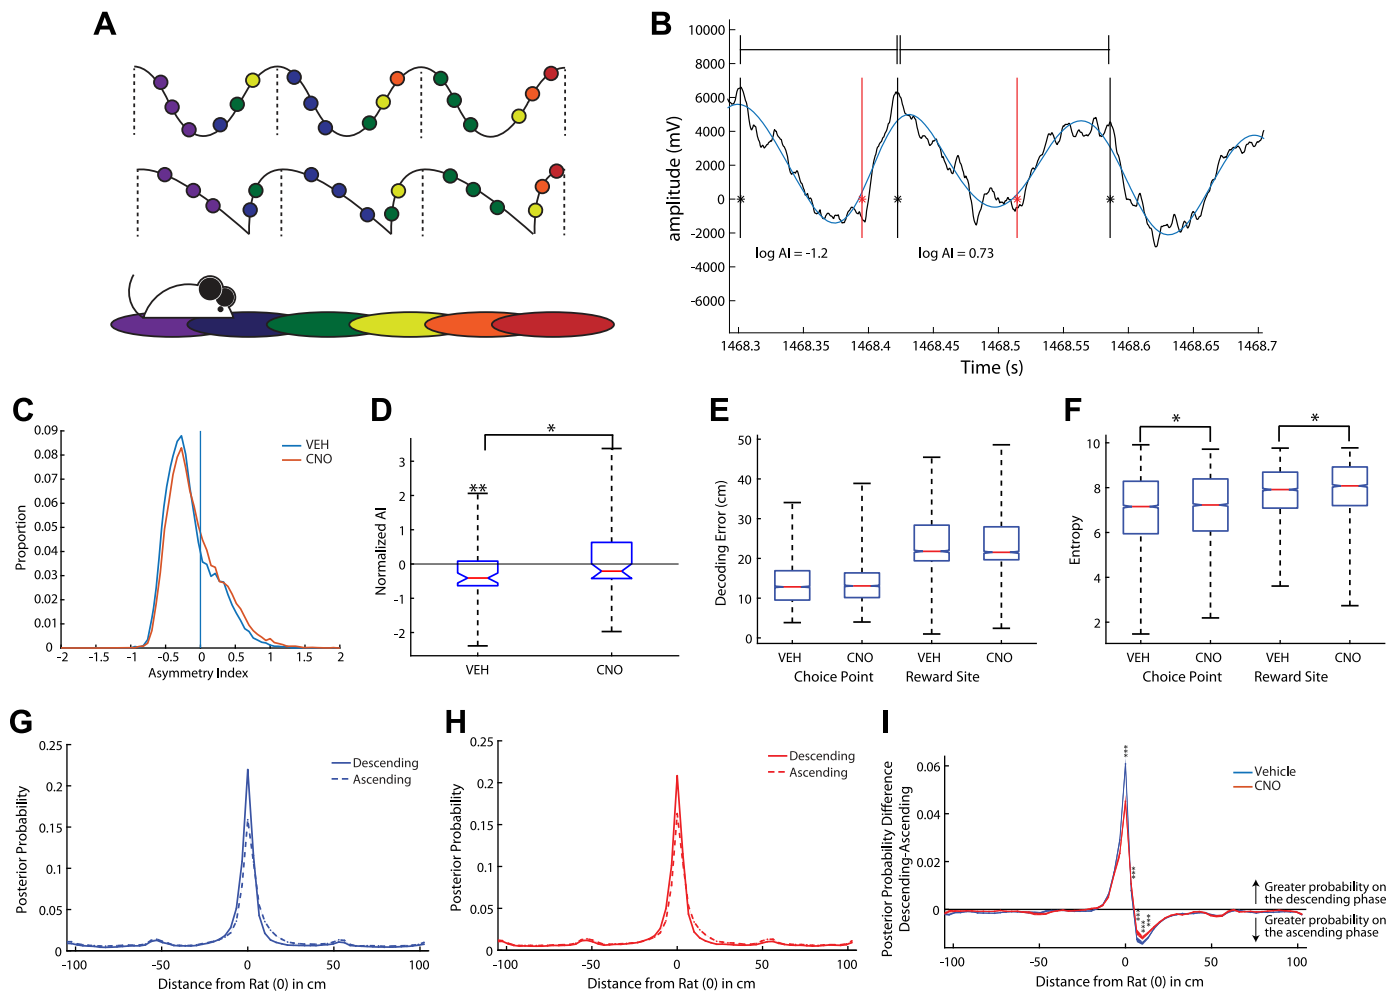 A
B
10000
8000
6000
4000
2000
0
-2000
-4000
-6000
amplitude (mV)
log AI = -1.2
log AI = 0.73
1468.3 1468.35 1468.4 1468.45 1468.5 1468.55 1468.6 1468.65 1468.7
Time (s)
C
0.09
0.08
0.07
0.06
0.05
0.04
0.03
0.02
0.01
0
Proportion
VEH
CNO
-2 -1.5 -1 -0.5 0 0.5 1 1.5 2
Asymmetry Index
D
*
**
3
2
1
0
-1
-2
Normalized AI
VEH CNO
E
50
40
30
20
10
0
Decoding Error (cm)
VEH CNO VEH CNO
Choice Point Reward Site
F
* *
10
8
6
4
2
Entropy
VEH CNO VEH CNO
Choice Point Reward Site
G
0.25
0.2
0.15
0.1
0.05
0
Posterior Probability
Descending
Ascending
-100 -50 0 50 100
Distance from Rat (0) in cm
H
0.25
0.2
0.15
0.1
0.05
0
Posterior Probability
Descending
Ascending
-100 -50 0 50 100
Distance from Rat (0) in cm
I
0.06
0.04
0.02
0
Posterior Probability Difference
Descending-Ascending
***
***
***
***
***
Vehicle
CNO
Greater probability on
the descending phase
Greater probability on
the ascending phase
-100 -50 0 50 100
Distance from Rat (0) in cm